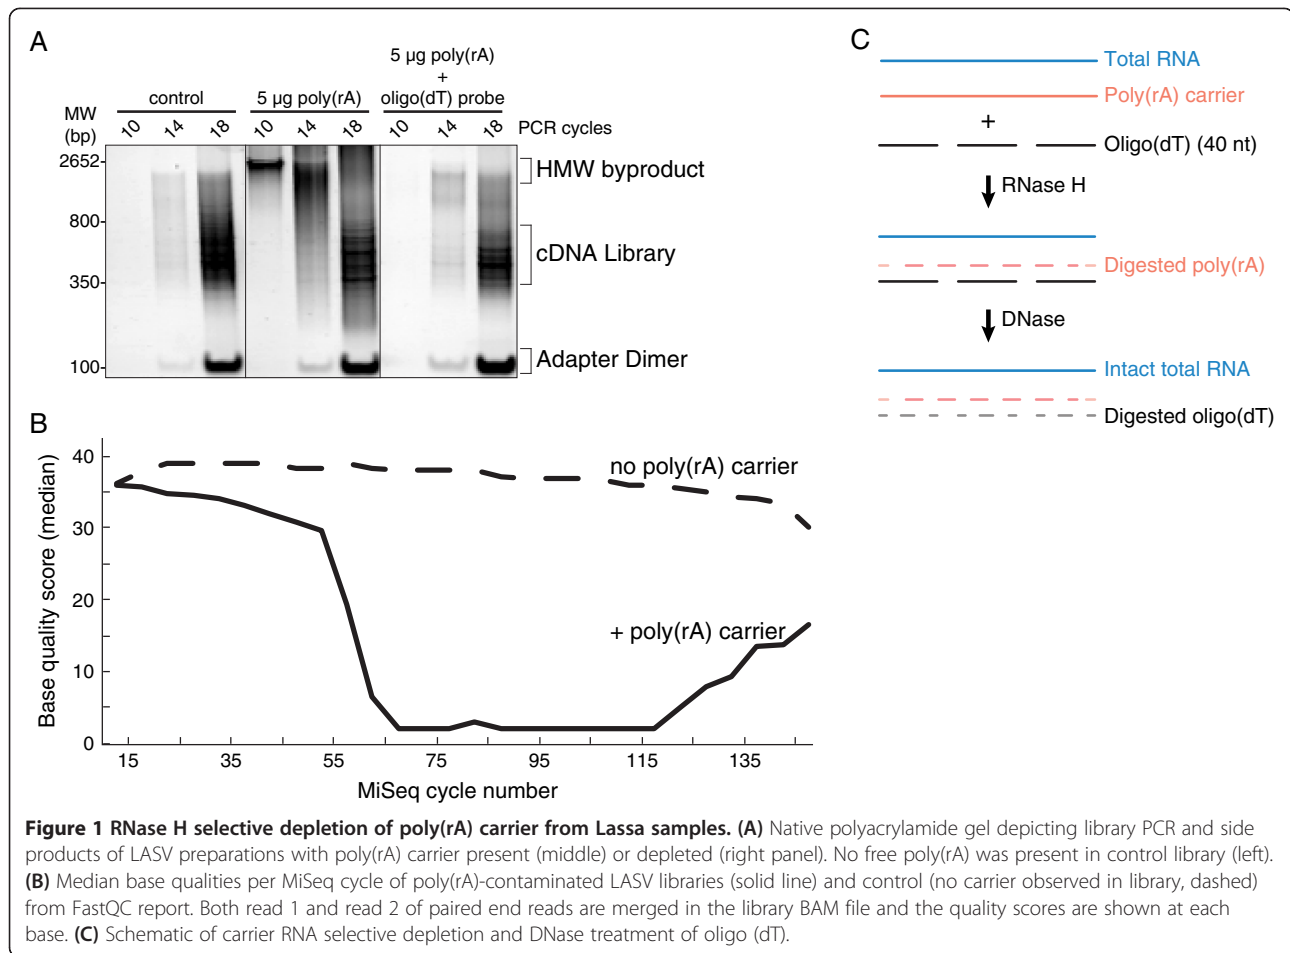 A
MW
(bp)
control
5 µg poly(rA)
5 µg poly(rA)
+
oligo(dT) probe
10 14 18 10 14 18 10 14 18 PCR cycles
2652
800
350
100
HMW byproduct
cDNA Library
Adapter Dimer
C
Total RNA
Poly(rA) carrier
+
Oligo(dT) (40 nt)
RNase H
Digested poly(rA)
DNase
Intact total RNA
Digested oligo(dT)
B
Base quality score (median)
40
30
20
10
0
no poly(rA) carrier
+ poly(rA) carrier
15 35 55 75 95 115 135
MiSeq cycle number
Figure 1 RNase H selective depletion of poly(rA) carrier from Lassa samples. (A) Native polyacrylamide gel depicting library PCR and side
products of LASV preparations with poly(rA) carrier present (middle) or depleted (right panel). No free poly(rA) was present in control library (left).
(B) Median base qualities per MiSeq cycle of poly(rA)-contaminated LASV libraries (solid line) and control (no carrier observed in library, dashed)
from FastQC report. Both read 1 and read 2 of paired end reads are merged in the library BAM file and the quality scores are shown at each
base. (C) Schematic of carrier RNA selective depletion and DNase treatment of oligo (dT).